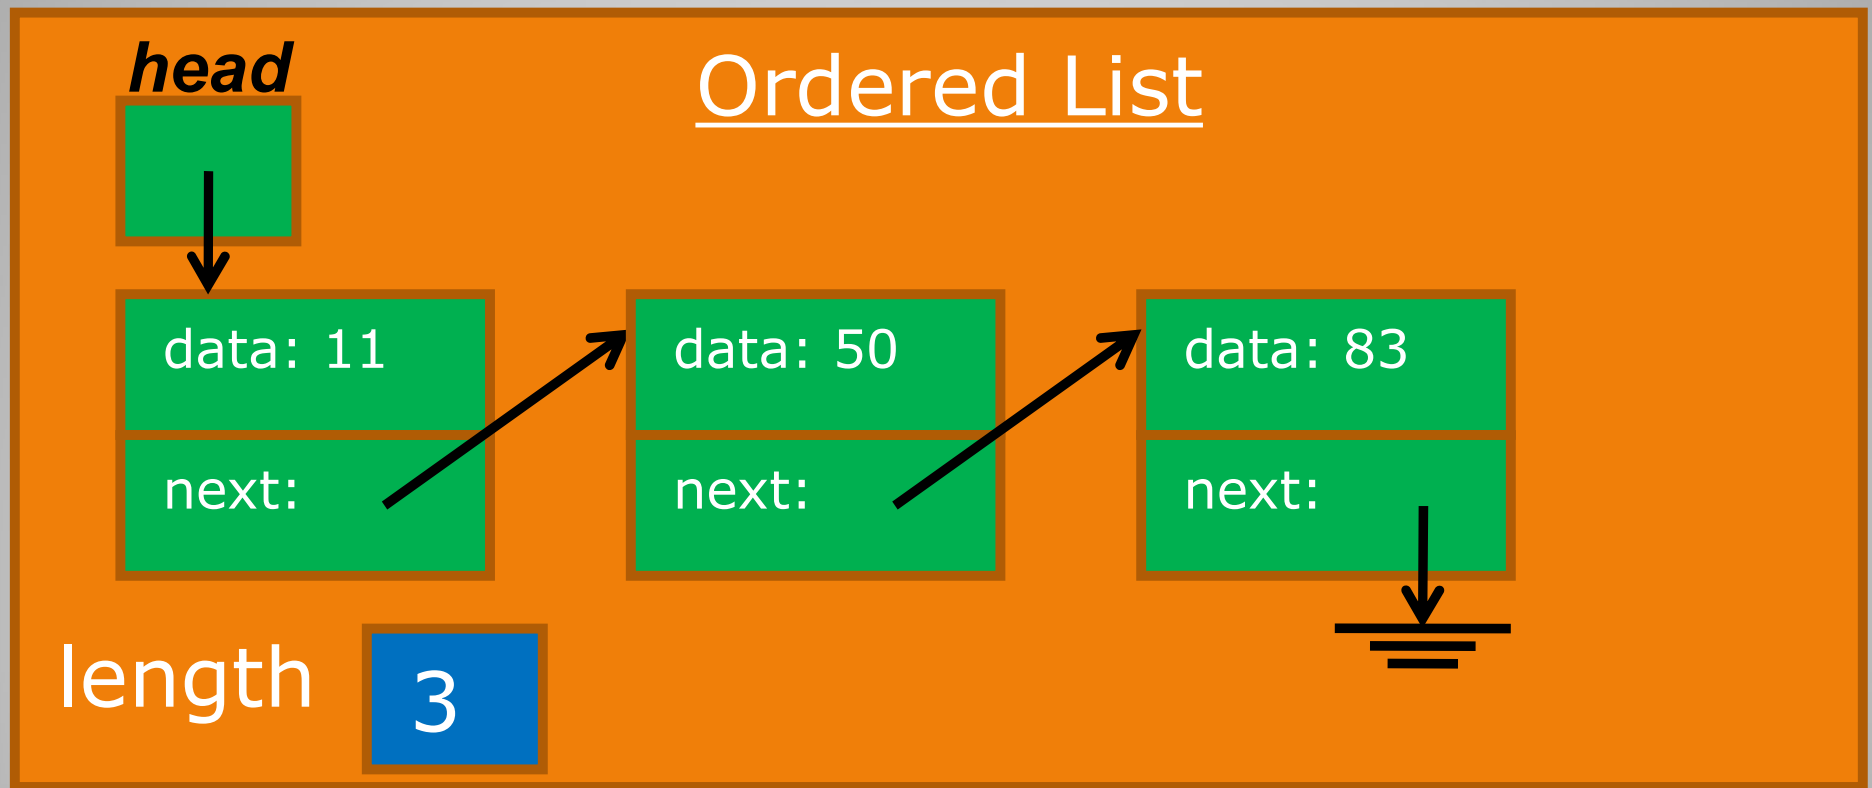 head
Ordered List
data: 11
data: 50
data: 83
next:
next:
next:
length
3